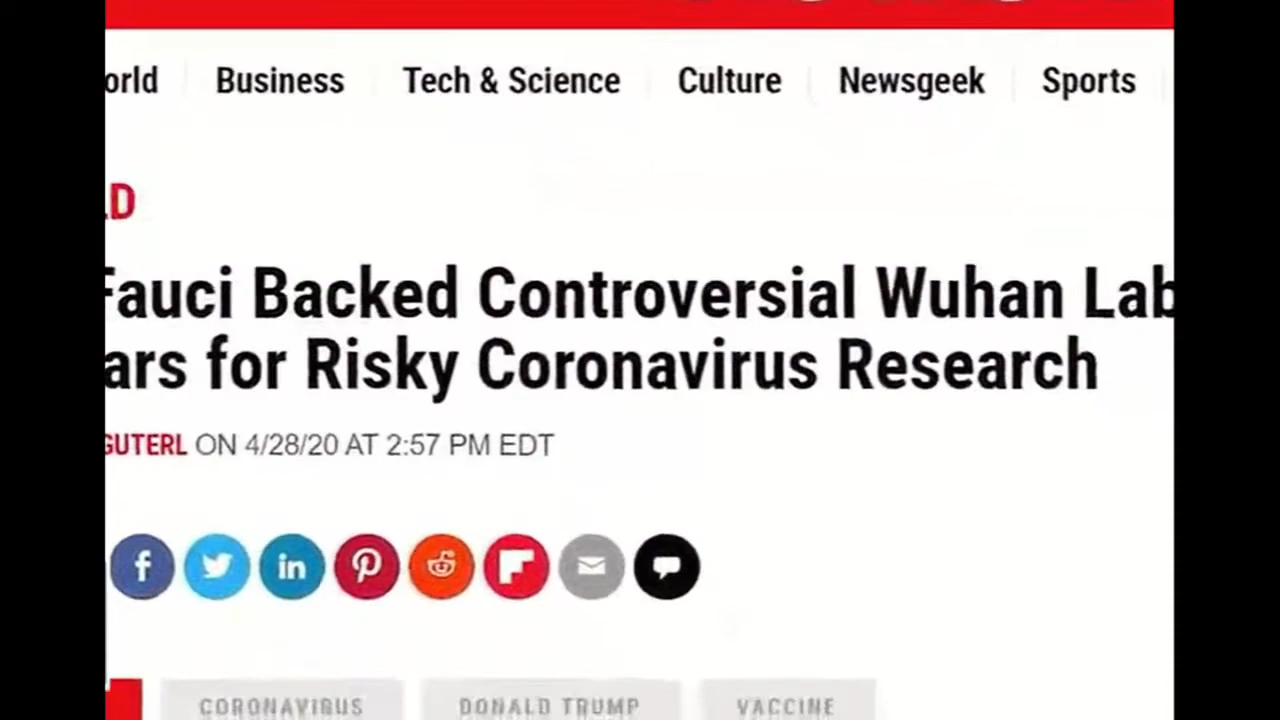 orld Business Tech & Science Culture Newsgeek Sports
LD
Fauci Backed Controversial Wuhan Lab
ars for Risky Coronavirus Research
GUTERL ON 4/28/20 AT 2:57 PM EDT
CORONAVIRUS DONALD TRUMP VACCINE